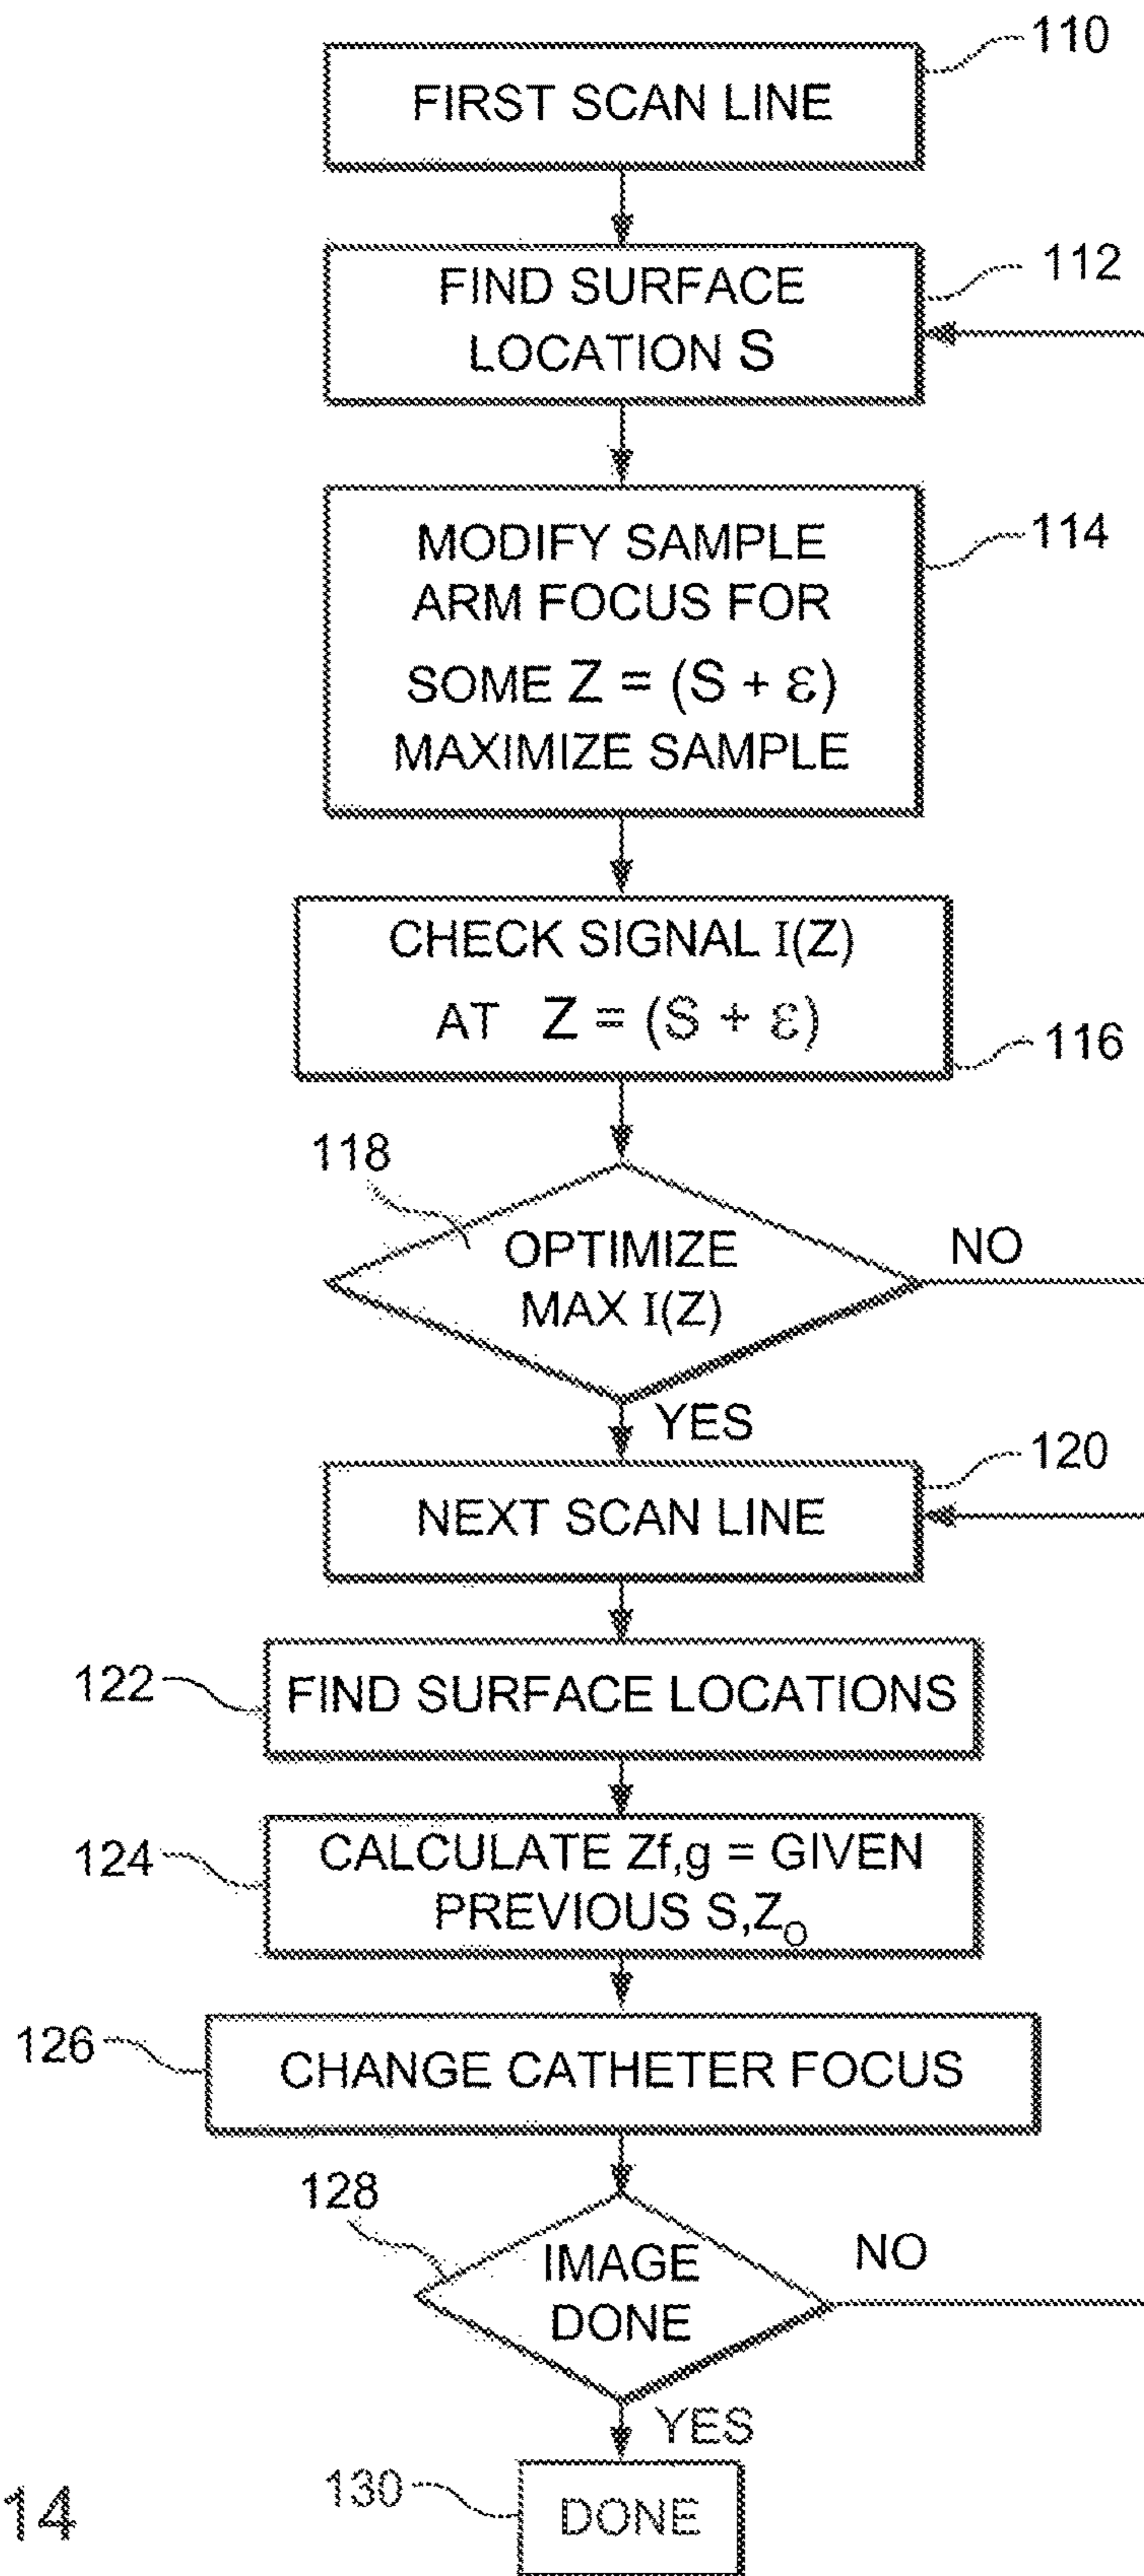 110
FIRST SCAN LINE
112
FIND SURFACE
LOCATION S
114
MODIFY SAMPLE
ARM FOCUS FOR
SOME Z = (S + ε)
MAXIMIZE SAMPLE
CHECK SIGNAL I(Z)
AT Z = (S + ε)
116
118
OPTIMIZE
MAX I(Z)
NO
YES
120
NEXT SCAN LINE
122
FIND SURFACE LOCATIONS
124
CALCULATE Zf,g = GIVEN
PREVIOUS S,ZO
126
CHANGE CATHETER FOCUS
128
IMAGE
DONE
NO
YES
130
DONE
14